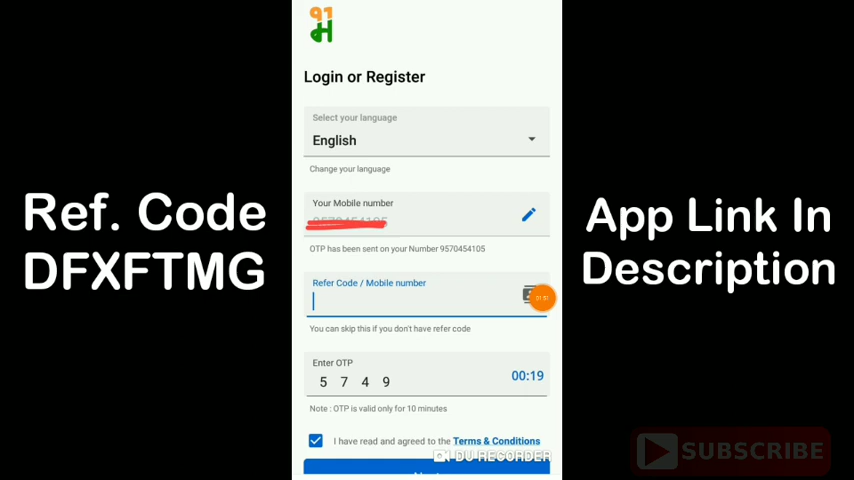 91
Login or Register
Select your language
English
Change your language
Your Mobile number
OTP has been sent on your Number 9570454105
Refer Code / Mobile number
You can skip this if you don't have refer code
Enter OTP
5 7 4 9
00:19
Note : OTP is valid only for 10 minutes
I have read and agreed to the Terms & Conditions
DU RECORDER
Ref. Code
DFXFTMG
App Link In
Description
SUBSCRIBE